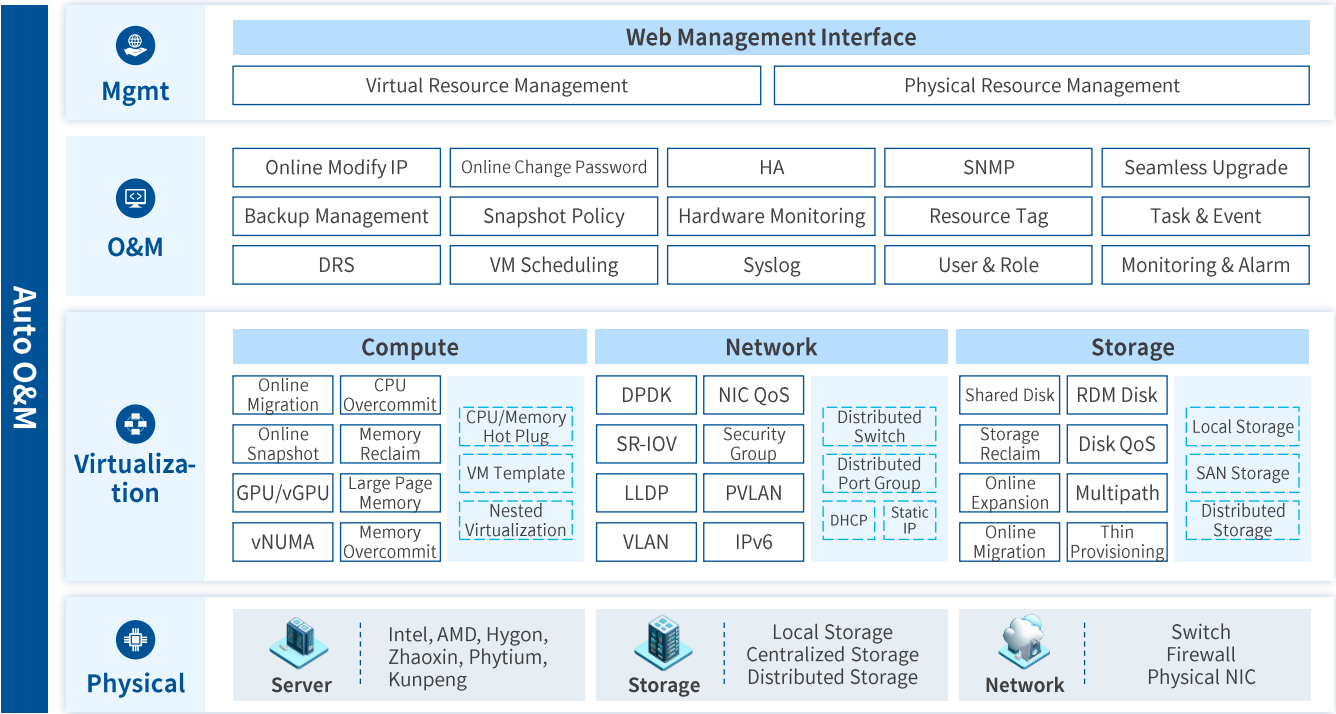 Auto O&M
Mgmt
Web Management Interface
Virtual Resource Management
Physical Resource Management
O&M
Online Modify IP
Online Change Password
HA
SNMP
Seamless Upgrade
Backup Management
Snapshot Policy
Hardware Monitoring
Resource Tag
Task & Event
DRS
VM Scheduling
Syslog
User & Role
Monitoring & Alarm
Virtualiza-
tion
Compute
Online
Migration
CPU
Overcommit
Online
Snapshot
Memory
Reclaim
GPU/vGPU
Large Page
Memory
vNUMA
Memory
Overcommit
CPU/Memory
Hot Plug
VM Template
Nested
Virtualization
Network
DPDK
NIC QoS
SR-IOV
Security
Group
LLDP
PVLAN
VLAN
IPv6
Distributed
Switch
Distributed
Port Group
DHCP
Static
IP
Storage
Shared Disk
RDM Disk
Storage
Reclaim
Disk QoS
Online
Expansion
Multipath
Online
Migration
Thin
Provisioning
Local Storage
SAN Storage
Distributed
Storage
Physical
Server
Intel, AMD, Hygon,
Zhaoxin, Phytium,
Kunpeng
Storage
Local Storage
Centralized Storage
Distributed Storage
Network
Switch
Firewall
Physical NIC